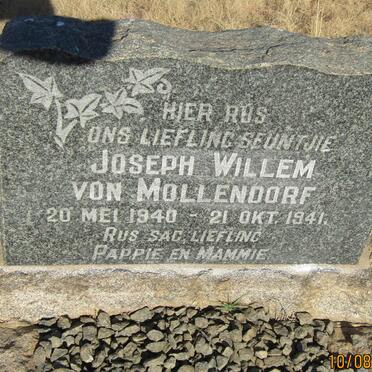 HIER RUS
ONS LIEFLING SEUNTJIE
JOSEPH WILLEM
VON MOLLENDORF
20 MEI 1940 - 21 OKT. 1941.
RUS SAG, LIEFLING
PAPPIE EN MAMMIE
10/08